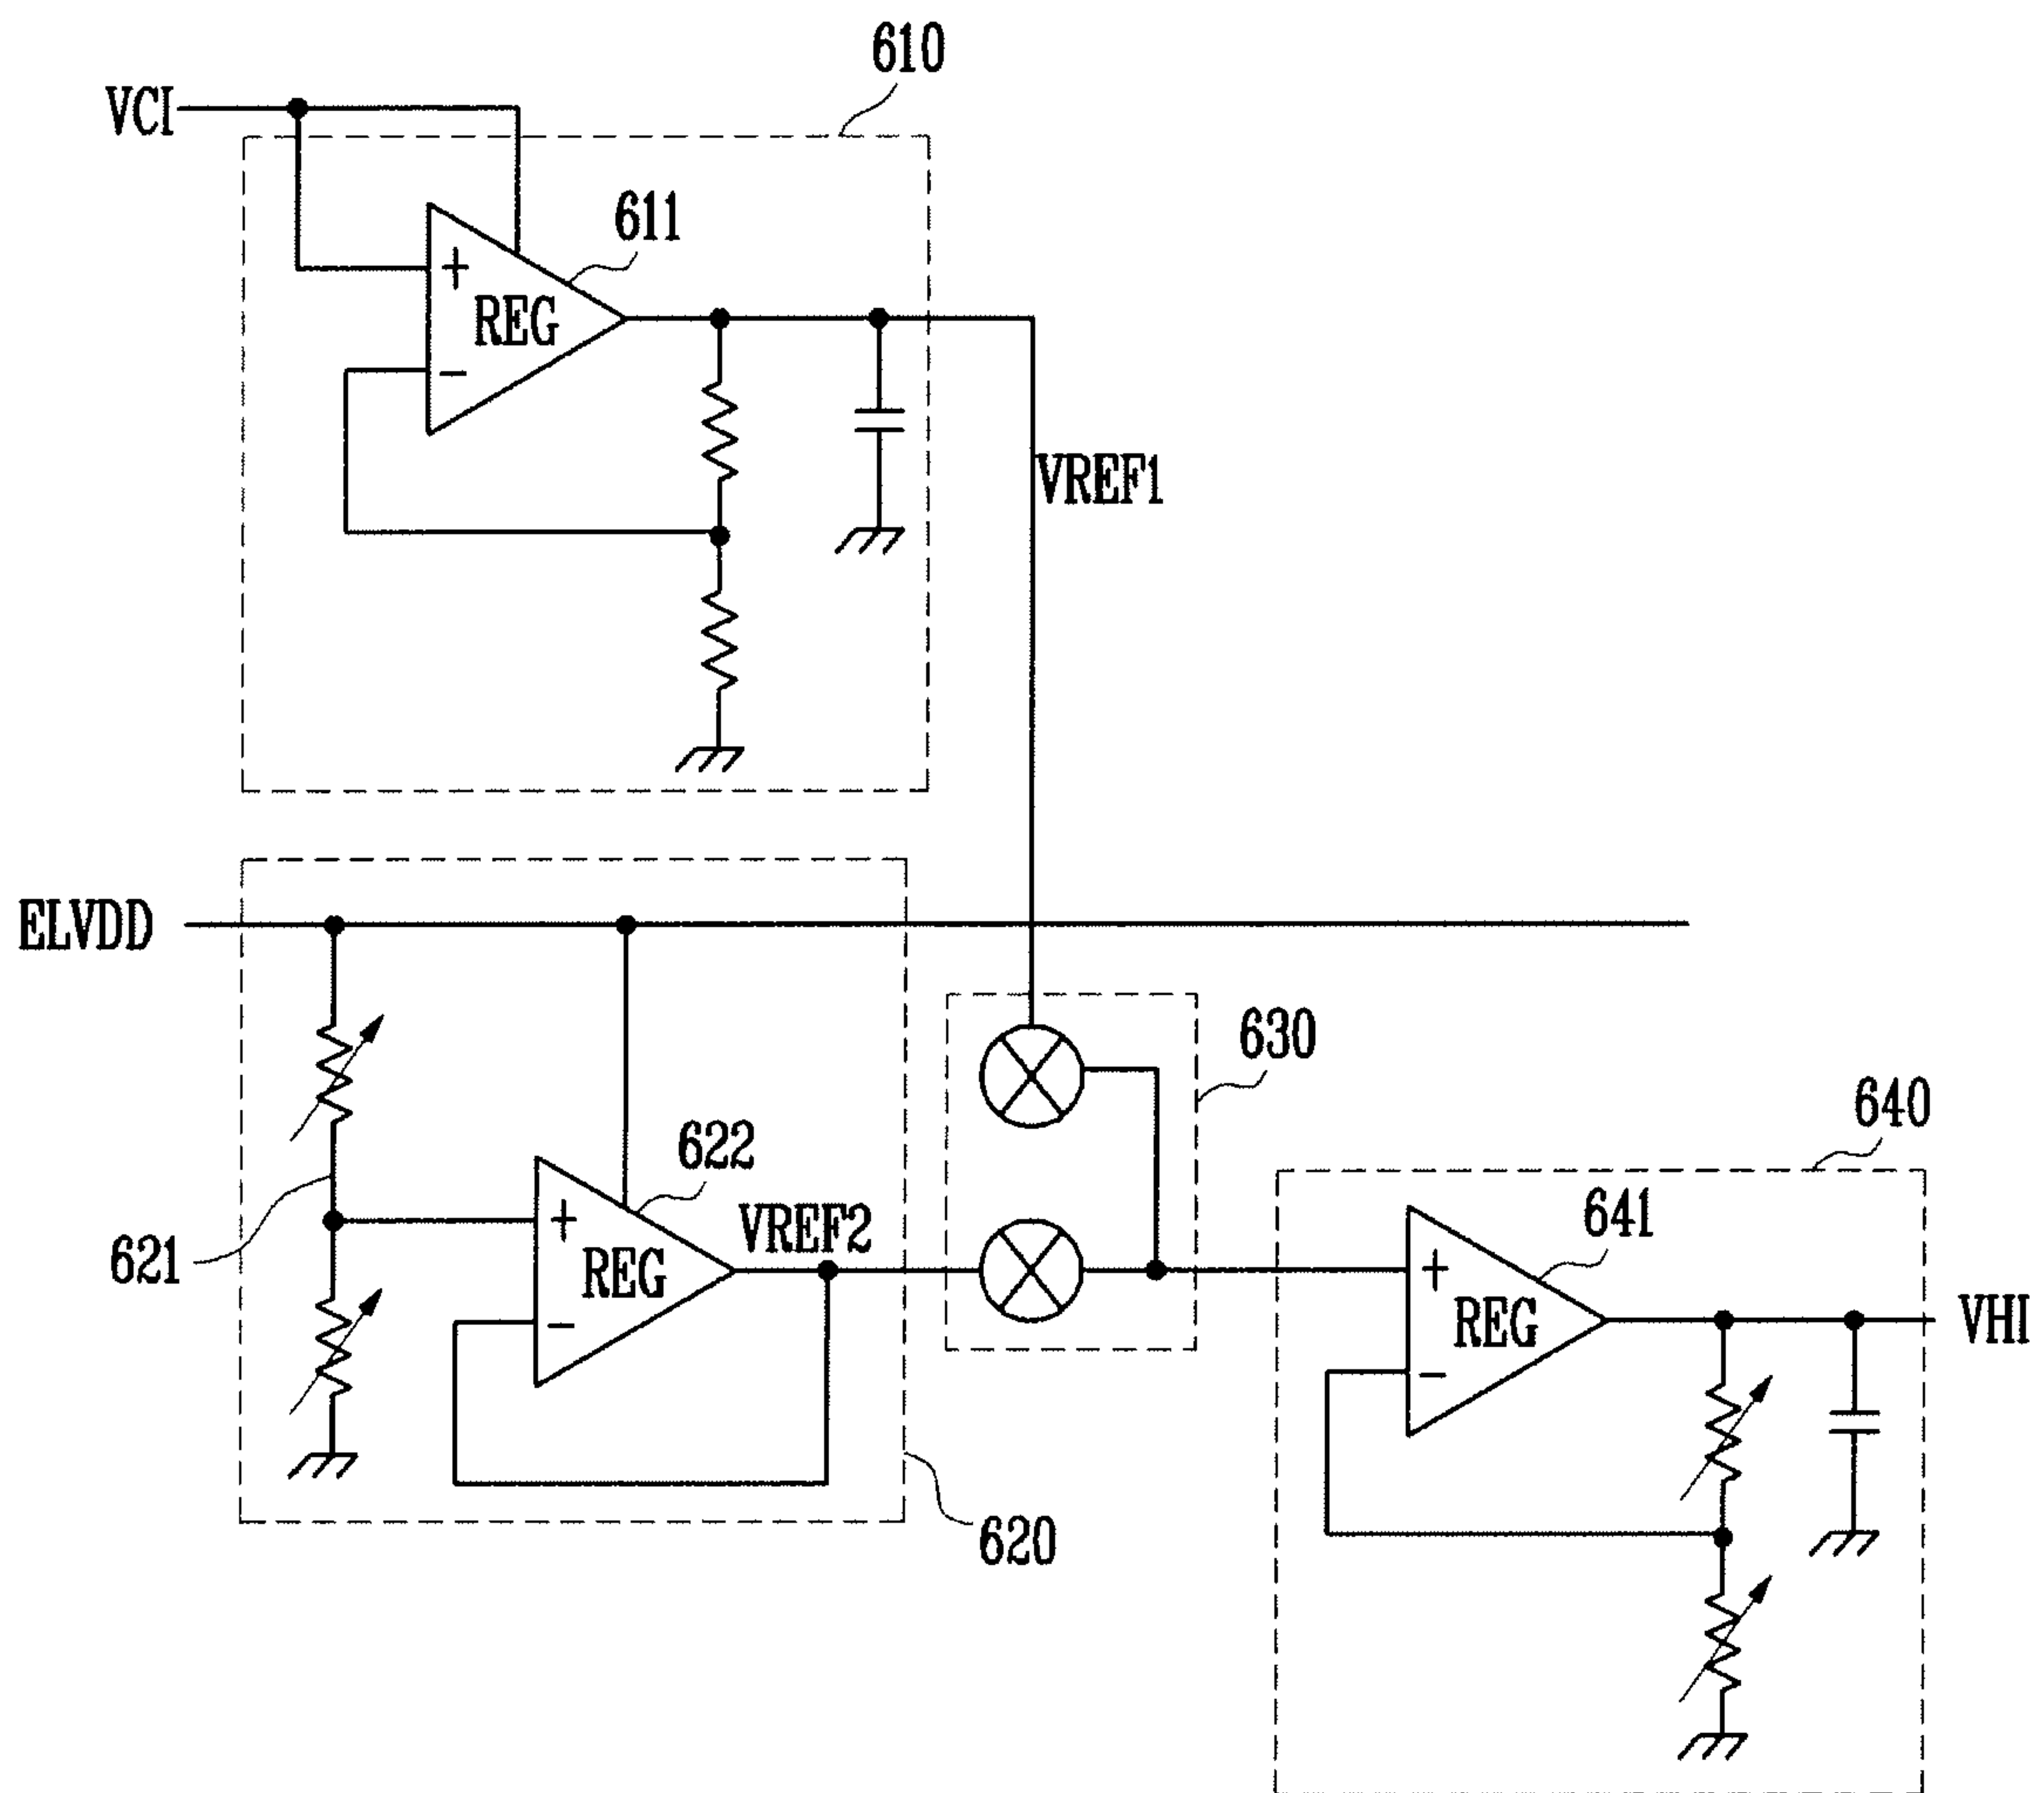 610
VCI
611
+
REG
−
VREF1
ELVDD
630
640
622
VREF2
+
REG
−
621
641
+
REG
−
VHI
620